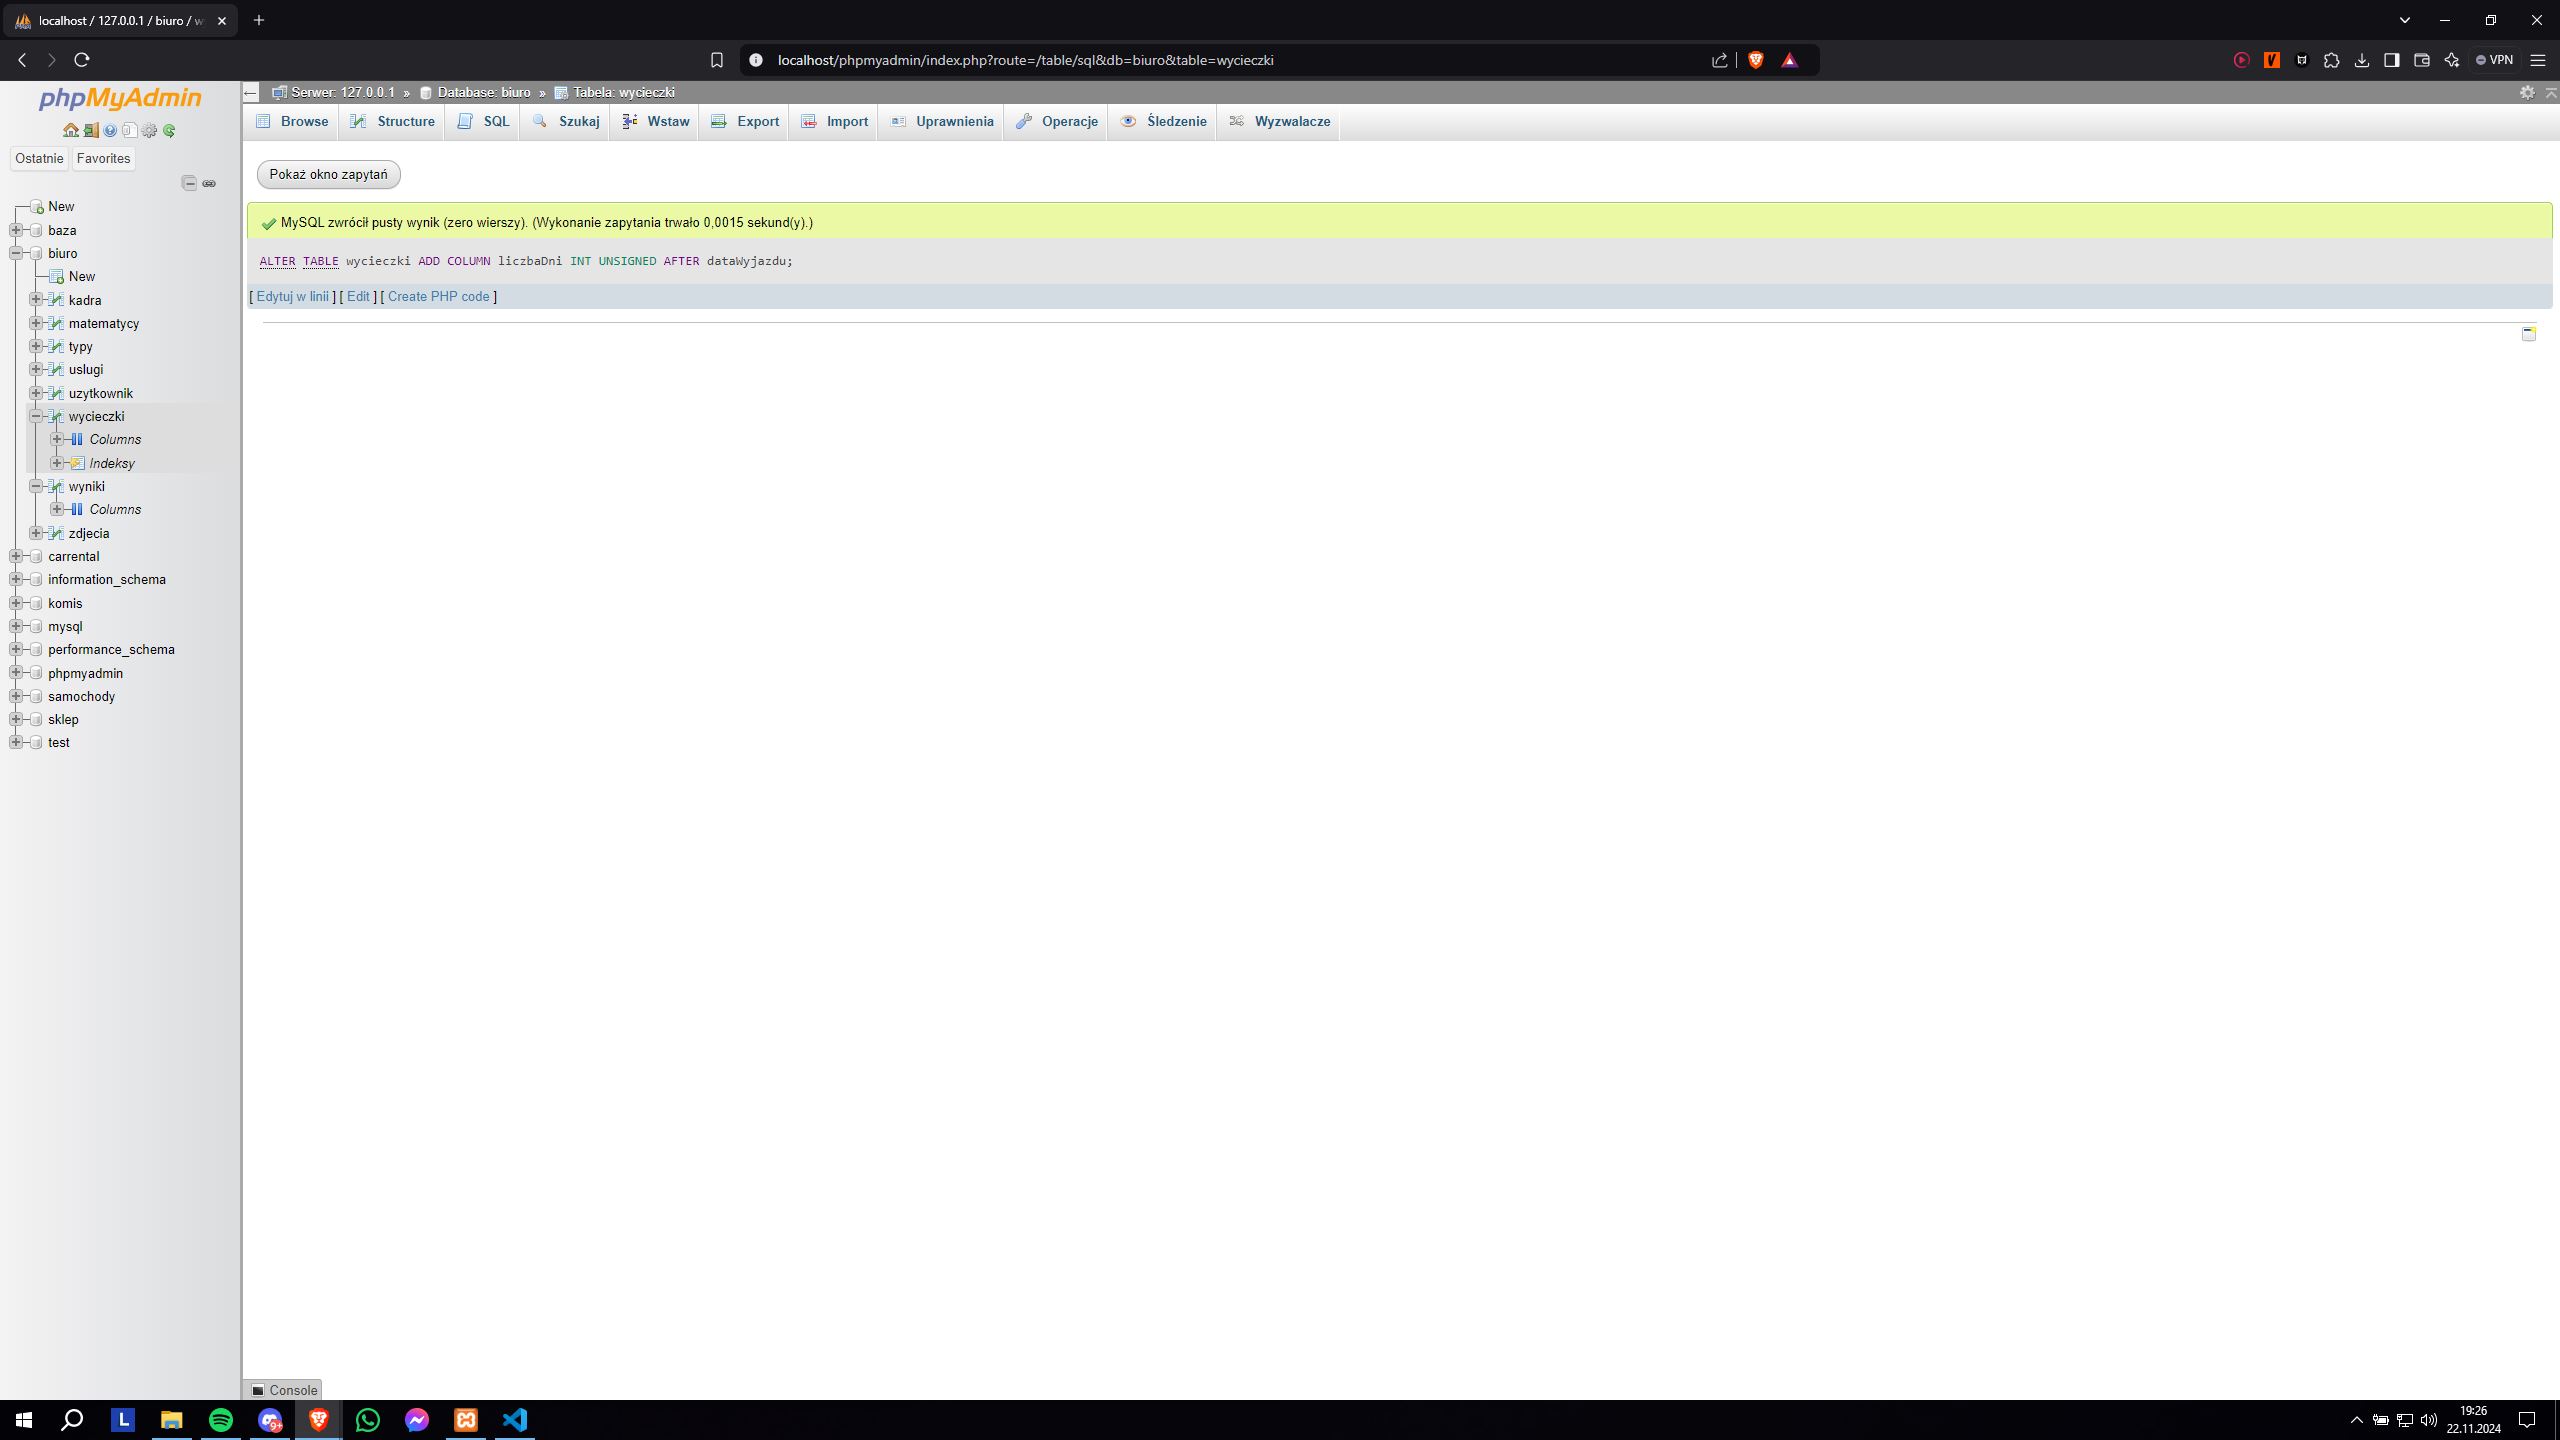 localhost / 127.0.0.1 / biuro / w
localhost/phpmyadmin/index.php?route=/table/sql&db=biuro&table=wycieczki
VPN
phpMyAdmin
Ostatnie Favorites
New
baza
biuro
New
kadra
matematycy
typy
uslugi
uzytkownik
wycieczki
Columns
Indeksy
wyniki
Columns
zdjecia
carrental
information_schema
komis
mysql
performance_schema
phpmyadmin
samochody
sklep
test
Serwer: 127.0.0.1 » Database: biuro » Tabela: wycieczki
Browse Structure SQL Szukaj Wstaw Export Import Uprawnienia Operacje Śledzenie Wyzwalacze
Pokaż okno zapytań
MySQL zwrócił pusty wynik (zero wierszy). (Wykonanie zapytania trwało 0,0015 sekund(y).)
ALTER TABLE wycieczki ADD COLUMN liczbaDni INT UNSIGNED AFTER dataWyjazdu;
[ Edytuj w linii ] [ Edit ] [ Create PHP code ]
Console
L
9+
19:26
22.11.2024